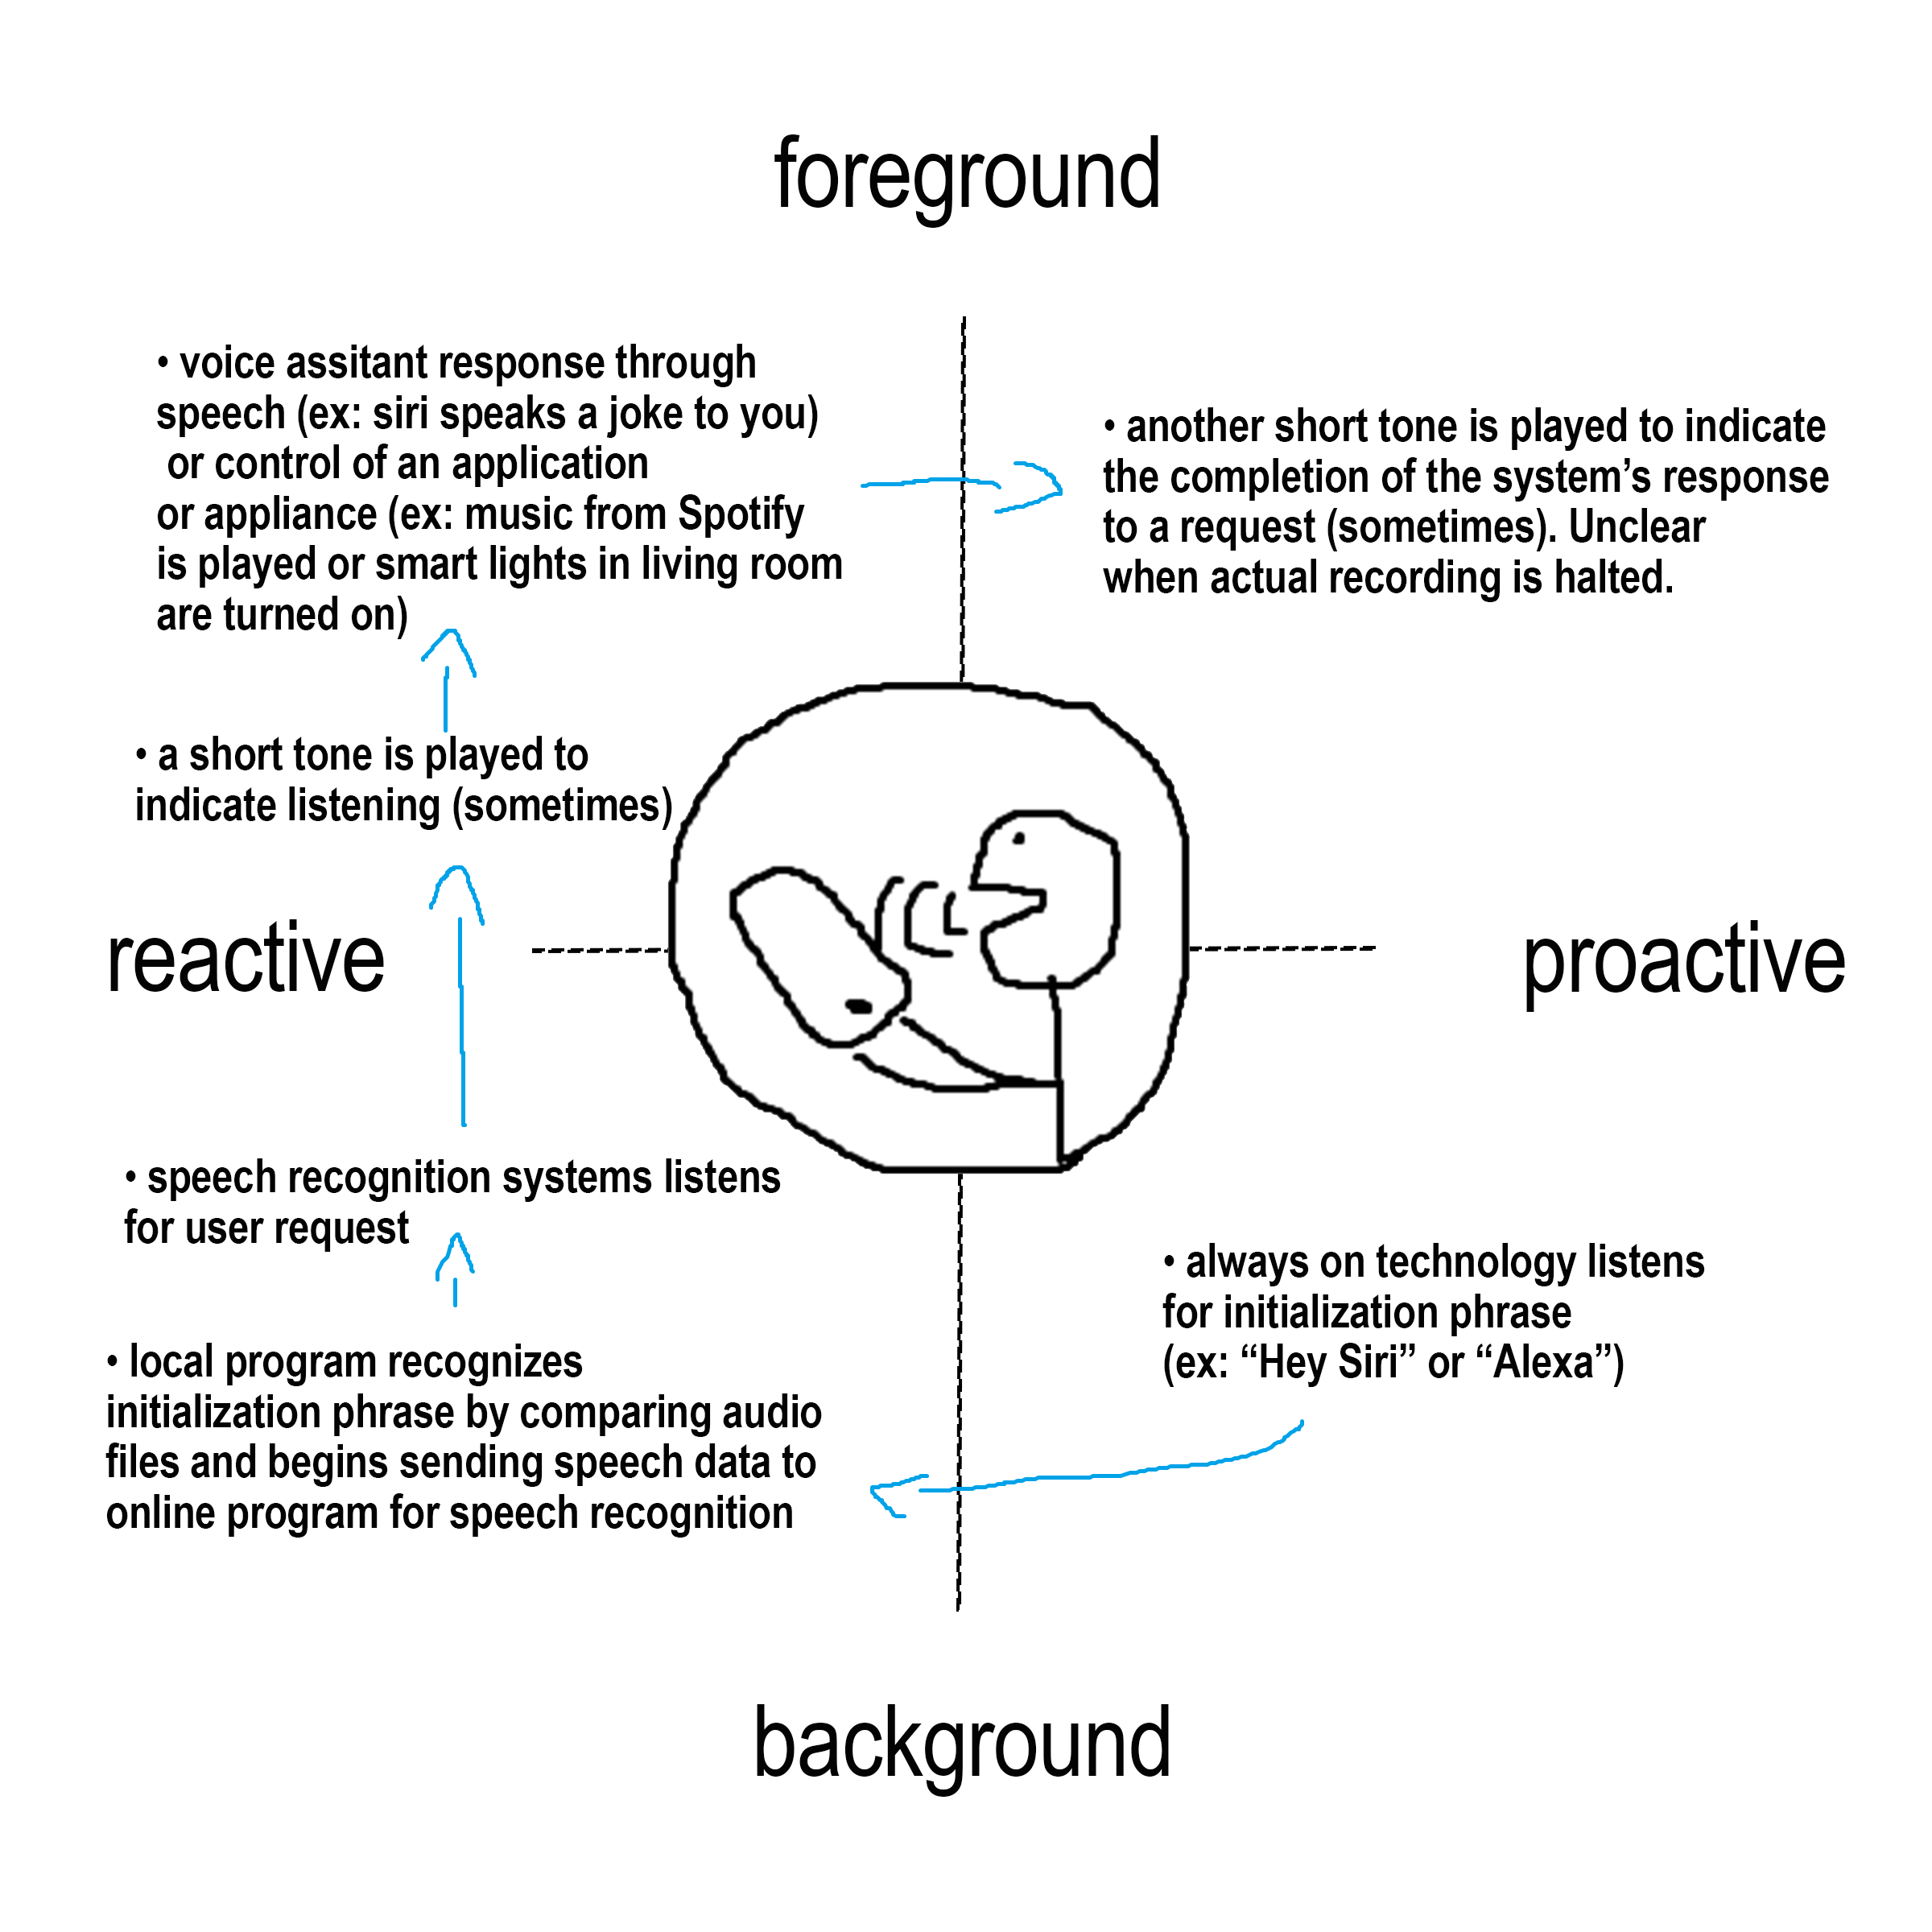 foreground
• voice assitant response through
speech (ex: siri speaks a joke to you)
or control of an application
or appliance (ex: music from Spotify
is played or smart lights in living room
are turned on)
• another short tone is played to indicate
the completion of the system’s response
to a request (sometimes). Unclear
when actual recording is halted.
• a short tone is played to
indicate listening (sometimes)
reactive
proactive
• speech recognition systems listens
for user request
• always on technology listens
for initialization phrase
(ex: “Hey Siri” or “Alexa”)
• local program recognizes
initialization phrase by comparing audio
files and begins sending speech data to
online program for speech recognition
background